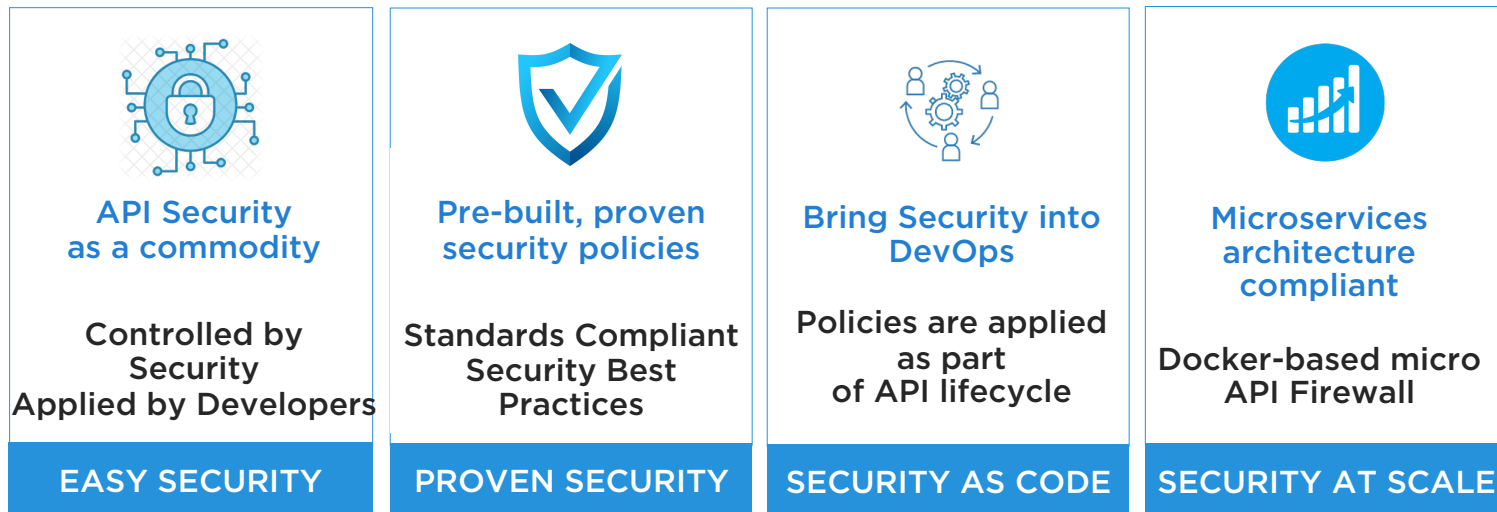 API Security
as a commodity
Controlled by
Security
Applied by Developers
EASY SECURITY
Pre-built, proven
security policies
Standards Compliant
Security Best
Practices
PROVEN SECURITY
Bring Security into
DevOps
Policies are applied
as part
of API lifecycle
SECURITY AS CODE
Microservices
architecture
compliant
Docker-based micro
API Firewall
SECURITY AT SCALE